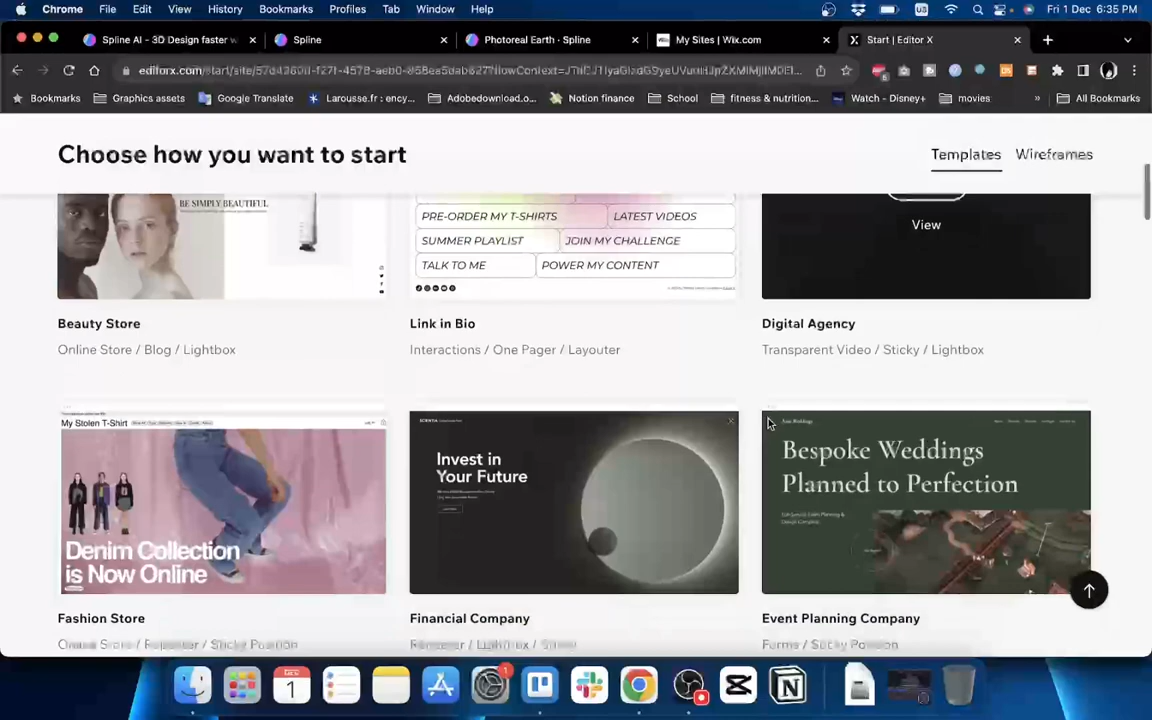 Chrome File Edit View History Bookmarks Profiles Tab Window Help Fri 1 Dec 6:35 PM
Spline AI - 3D Design faster w
Spline
Photoreal Earth - Spline
My Sites | Wix.com
Start | Editor X
Bookmarks Graphics assets Google Translate Larousse.fr : ency... Adobedownload.o... Notion finance School fitness & nutrition... Watch - Disney+ movies » All Bookmarks
Choose how you want to start
Templates Wireframes
BE SIMPLY BEAUTIFUL
PRE-ORDER MY T-SHIRTS LATEST VIDEOS
SUMMER PLAYLIST JOIN MY CHALLENGE
TALK TO ME POWER MY CONTENT
View
Beauty Store
Online Store / Blog / Lightbox
Link in Bio
Interactions / One Pager / Layouter
Digital Agency
Transparent Video / Sticky / Lightbox
My Stolen T-Shirt
Denim Collection
is Now Online
Invest in
Your Future
Bespoke Weddings
Planned to Perfection
Fashion Store
Financial Company
Event Planning Company
Forms / Sticky Position
DEC
1
1